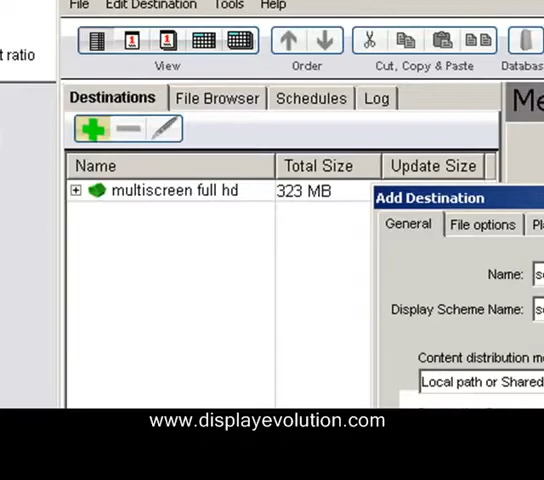 File Edit Destination Tools Help
t ratio
View Order Cut, Copy & Paste Databas
Destinations File Browser Schedules Log
Me
Name Total Size Update Size
multiscreen full hd 323 MB
Add Destination
General File options Pl
Name: s
Display Scheme Name: s
Content distribution m
Local path or Shared
www.displayevolution.com